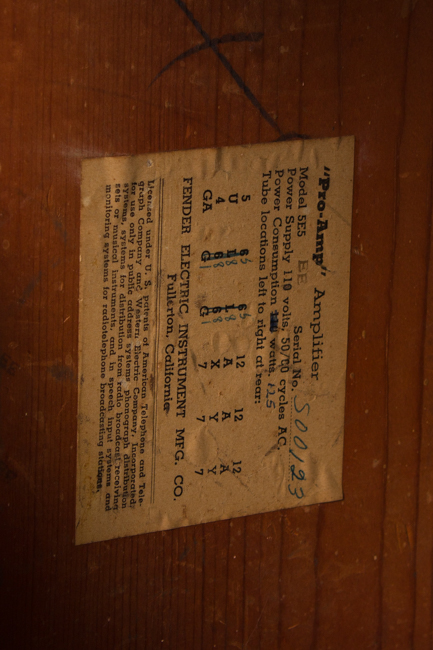 "Pro-Amp" Amplifier
Model 5E5 EE Serial No. S00123
Power Supply 110 volts, 50/60 cycles AC.
Power Consumption watts. 115
Tube locations left to right at rear:
5 12 12 12
U A A A
4 X Y Y
GA G G 7 7 7
FENDER ELECTRIC INSTRUMENT MFG. CO.
Fullerton, California
Licensed under U. S. patents of American Telephone and Tele-
graph Company and Western Electric Company, Incorporated,
for use only in public address systems, phonograph distribution
systems, systems for distribution from radio broadcast receiving
sets or musical instruments, and in speech input systems and
monitoring systems for radiotelephone broadcasting stations.